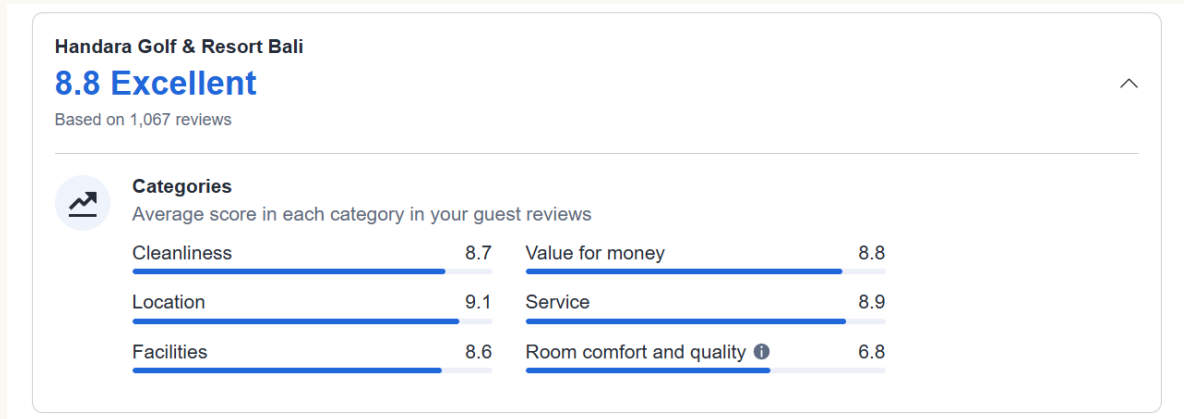 Handara Golf & Resort Bali
8.8 Excellent
Based on 1,067 reviews
Categories
Average score in each category in your guest reviews
Cleanliness 8.7
Value for money 8.8
Location 9.1
Service 8.9
Facilities 8.6
Room comfort and quality 6.8